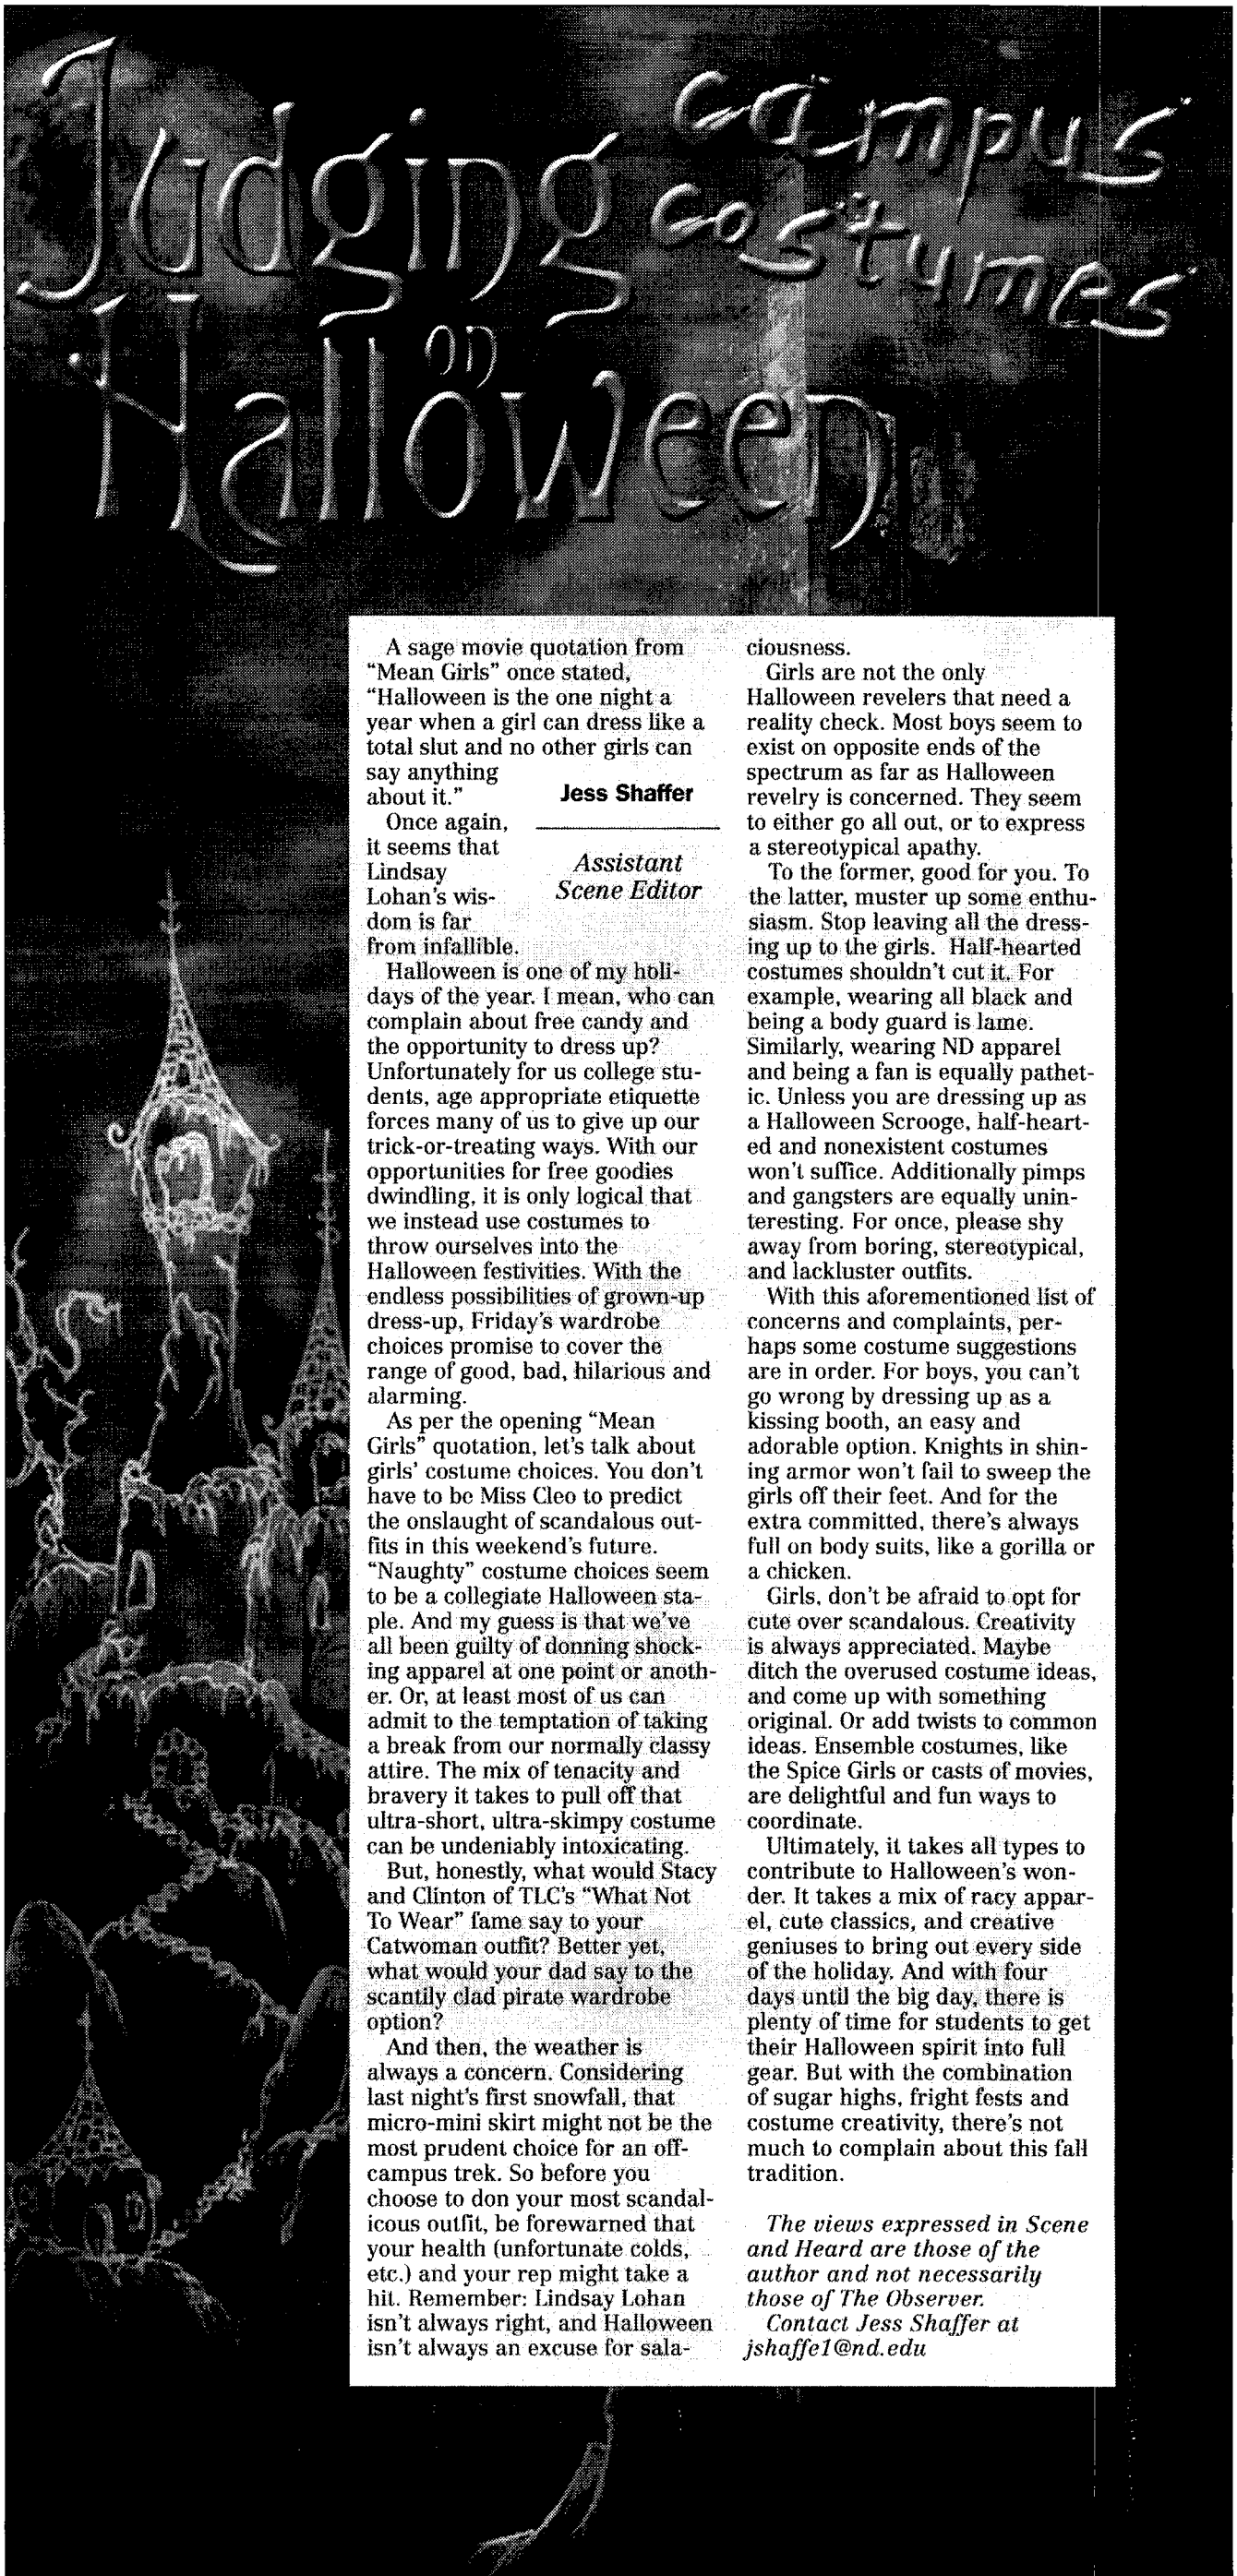 Judging campus
costumes
on
Halloween
A sage movie quotation from
“Mean Girls” once stated,
“Halloween is the one night a
year when a girl can dress like a
total slut and no other girls can
say anything
about it.”
Once again,
it seems that
Lindsay
Lohan's wis-
dom is far
from infallible.
Jess Shaffer
Assistant
Scene Editor
Halloween is one of my holi-
days of the year. I mean, who can
complain about free candy and
the opportunity to dress up?
Unfortunately for us college stu-
dents, age appropriate etiquette
forces many of us to give up our
trick-or-treating ways. With our
opportunities for free goodies
dwindling, it is only logical that
we instead use costumes to
throw ourselves into the
Halloween festivities. With the
endless possibilities of grown-up
dress-up, Friday's wardrobe
choices promise to cover the
range of good, bad, hilarious and
alarming.
As per the opening “Mean
Girls” quotation, let's talk about
girls' costume choices. You don't
have to be Miss Cleo to predict
the onslaught of scandalous out-
fits in this weekend's future.
“Naughty” costume choices seem
to be a collegiate Halloween sta-
ple. And my guess is that we've
all been guilty of donning shock-
ing apparel at one point or anoth-
er. Or, at least most of us can
admit to the temptation of taking
a break from our normally classy
attire. The mix of tenacity and
bravery it takes to pull off that
ultra-short, ultra-skimpy costume
can be undeniably intoxicating.
But, honestly, what would Stacy
and Clinton of TLC's “What Not
To Wear” fame say to your
Catwoman outfit? Better yet,
what would your dad say to the
scantily clad pirate wardrobe
option?
And then, the weather is
always a concern. Considering
last night's first snowfall, that
micro-mini skirt might not be the
most prudent choice for an off-
campus trek. So before you
choose to don your most scandal-
icous outfit, be forewarned that
your health (unfortunate colds,
etc.) and your rep might take a
hit. Remember: Lindsay Lohan
isn't always right, and Halloween
isn't always an excuse for sala-
ciousness.
Girls are not the only
Halloween revelers that need a
reality check. Most boys seem to
exist on opposite ends of the
spectrum as far as Halloween
revelry is concerned. They seem
to either go all out, or to express
a stereotypical apathy.
To the former, good for you. To
the latter, muster up some enthu-
siasm. Stop leaving all the dress-
ing up to the girls. Half-hearted
costumes shouldn't cut it. For
example, wearing all black and
being a body guard is lame.
Similarly, wearing ND apparel
and being a fan is equally pathet-
ic. Unless you are dressing up as
a Halloween Scrooge, half-heart-
ed and nonexistent costumes
won't suffice. Additionally pimps
and gangsters are equally unin-
teresting. For once, please shy
away from boring, stereotypical,
and lackluster outfits.
With this aforementioned list of
concerns and complaints, per-
haps some costume suggestions
are in order. For boys, you can't
go wrong by dressing up as a
kissing booth, an easy and
adorable option. Knights in shin-
ing armor won't fail to sweep the
girls off their feet. And for the
extra committed, there's always
full on body suits, like a gorilla or
a chicken.
Girls, don't be afraid to opt for
cute over scandalous. Creativity
is always appreciated. Maybe
ditch the overused costume ideas,
and come up with something
original. Or add twists to common
ideas. Ensemble costumes, like
the Spice Girls or casts of movies,
are delightful and fun ways to
coordinate.
Ultimately, it takes all types to
contribute to Halloween's won-
der. It takes a mix of racy appar-
el, cute classics, and creative
geniuses to bring out every side
of the holiday. And with four
days until the big day, there is
plenty of time for students to get
their Halloween spirit into full
gear. But with the combination
of sugar highs, fright fests and
costume creativity, there's not
much to complain about this fall
tradition.
The views expressed in Scene
and Heard are those of the
author and not necessarily
those of The Observer.
Contact Jess Shaffer at
jshaffe1@nd.edu